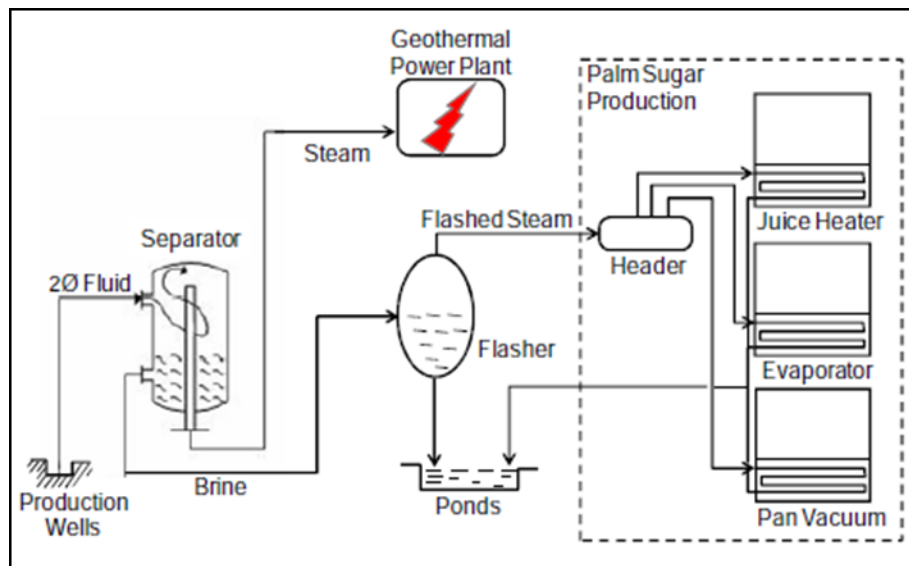 Geothermal
Power Plant
Palm Sugar
Production
Steam
Flashed Steam
Juice Heater
Separator
Header
2Ø Fluid
Flasher
Evaporator
Brine
Ponds
Production
Wells
Pan Vacuum